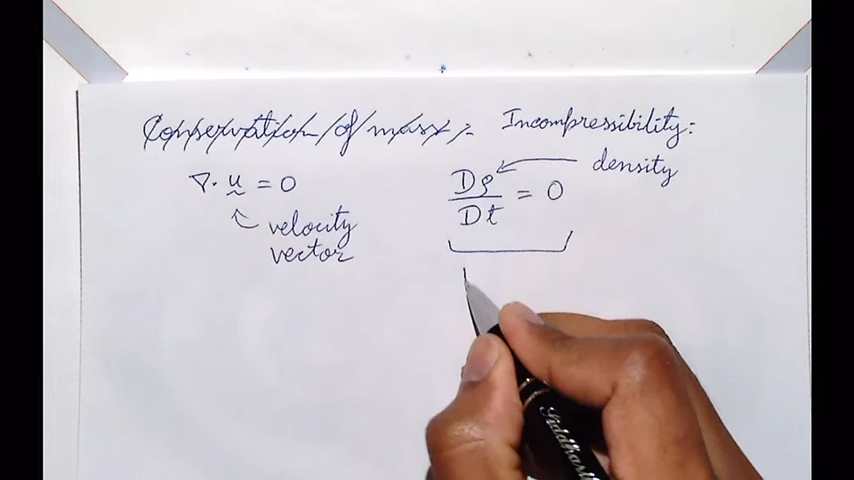 Conservation of mass :- Incompressibility:
density
∇· u = 0
Dρ/Dt = 0
velocity
vector